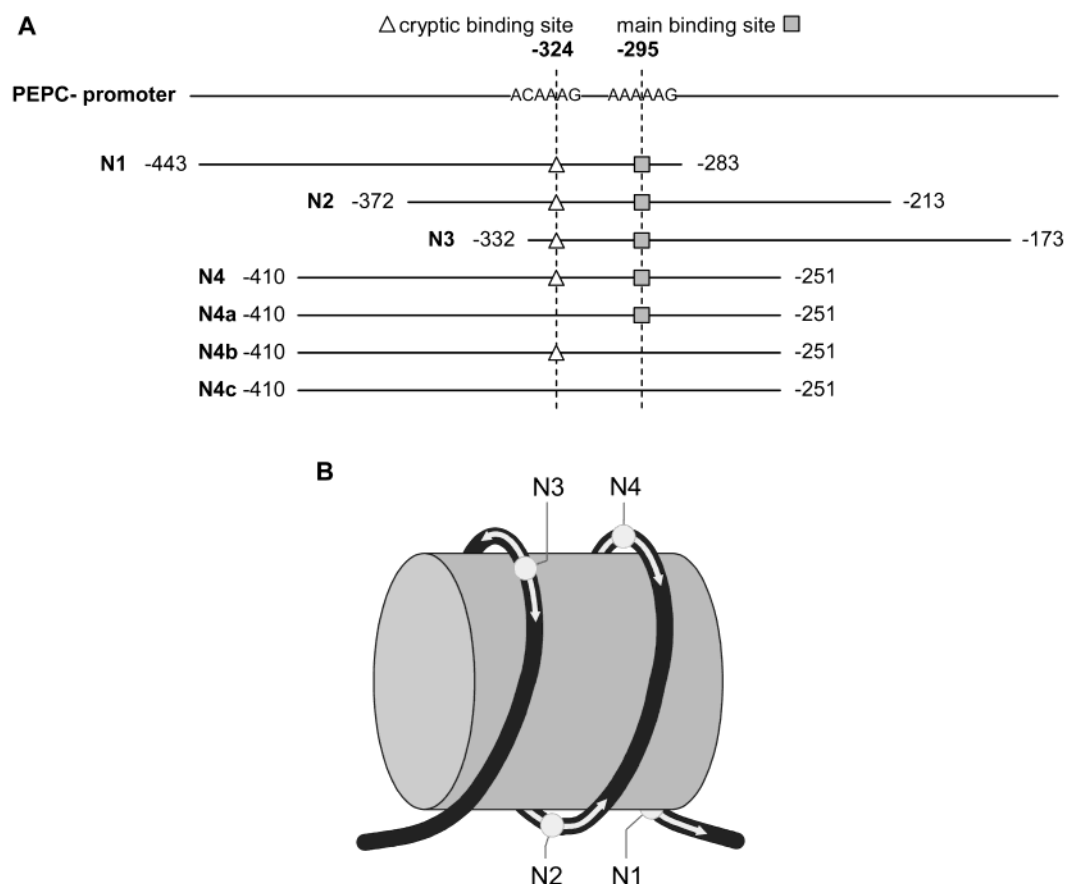 A
△ cryptic binding site main binding site
-324 -295
PEPC- promoter ACAAAG AAAAAG
N1 -443 -283
N2 -372 -213
N3 -332 -173
N4 -410 -251
N4a -410 -251
N4b -410 -251
N4c -410 -251
B
N3 N4
N2 N1